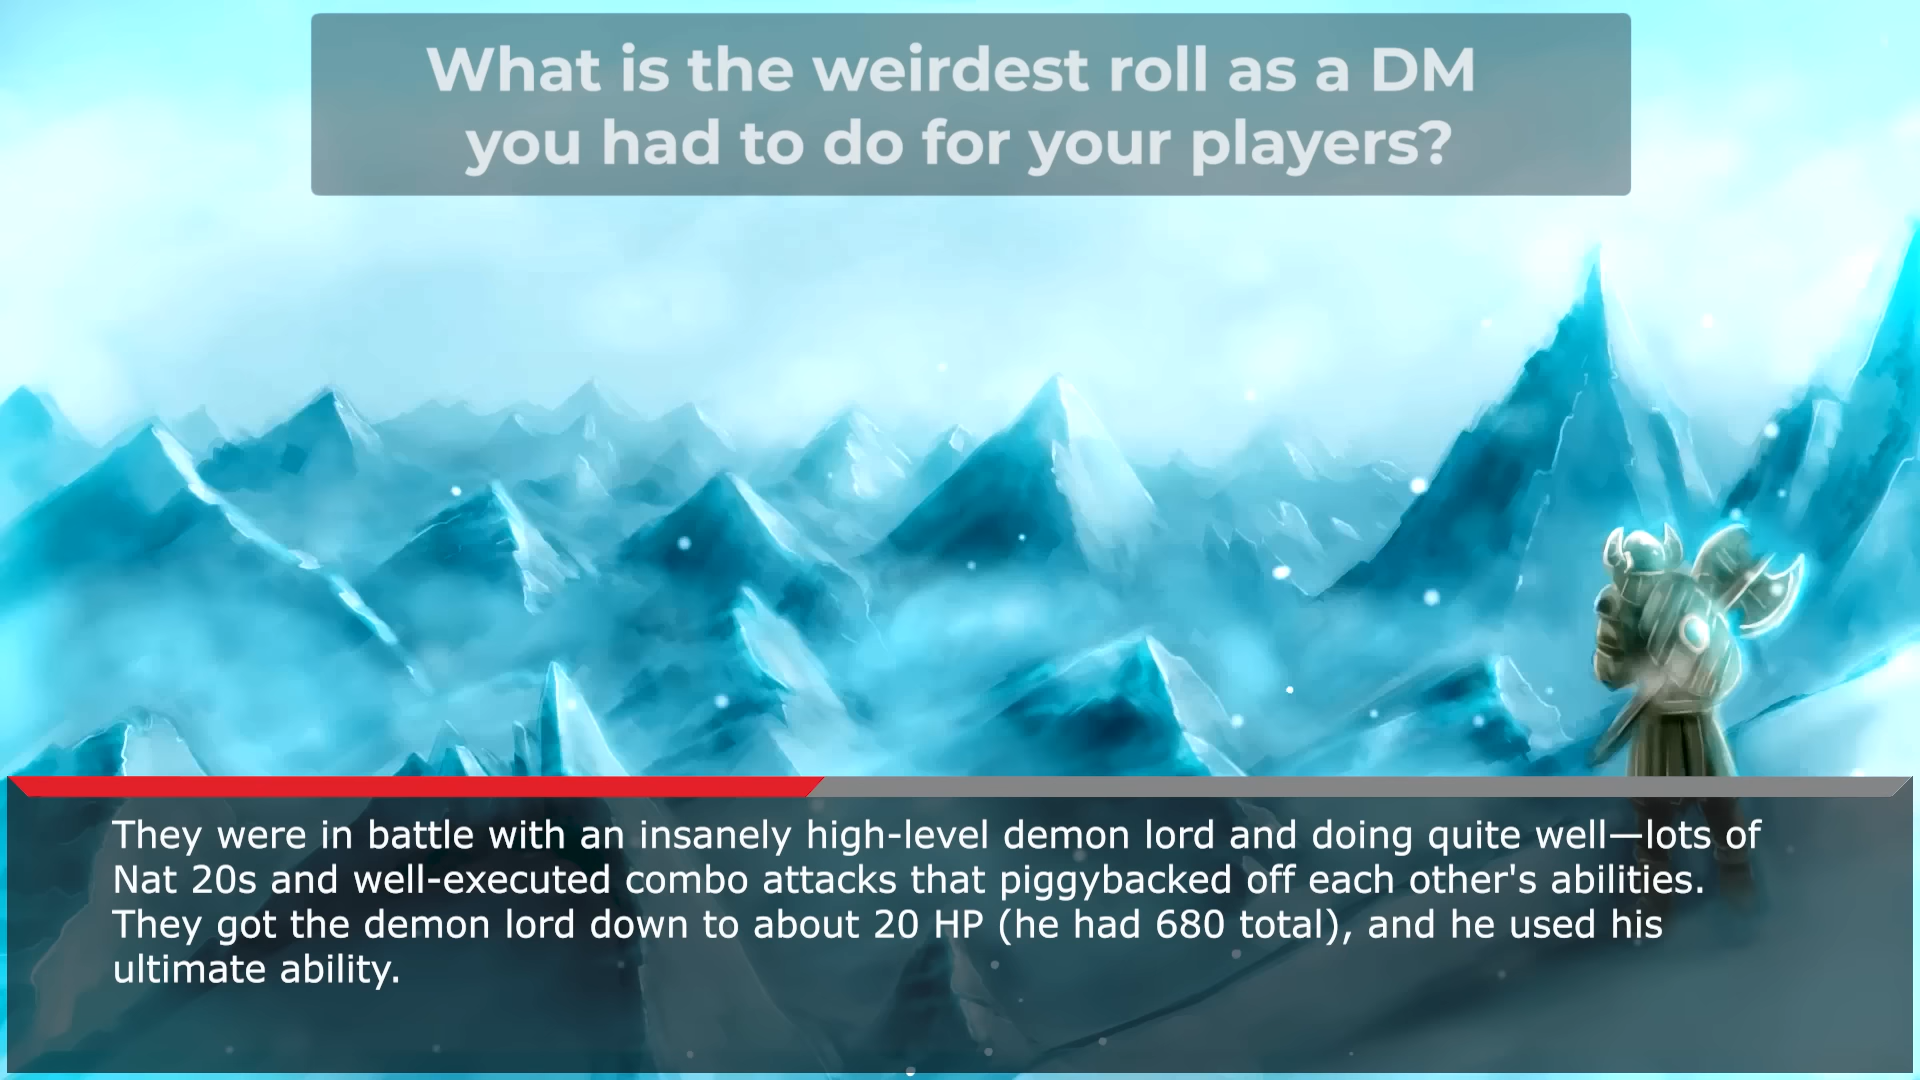 What is the weirdest roll as a DM
you had to do for your players?
They were in battle with an insanely high-level demon lord and doing quite well—lots of
Nat 20s and well-executed combo attacks that piggybacked off each other's abilities.
They got the demon lord down to about 20 HP (he had 680 total), and he used his
ultimate ability.